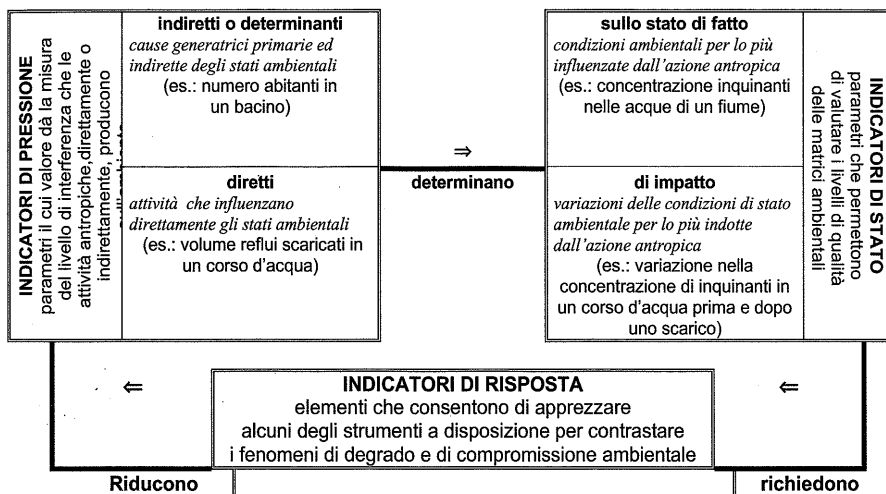 INDICATORI DI PRESSIONE
parametri il cui valore dà la misura
del livello di interferenza che le
attività antropiche, direttamente o
indirettamente, producono
indiretti o determinanti
cause generatrici primarie ed
indirette degli stati ambientali
(es.: numero abitanti in
un bacino)
diretti
attività che influenzano
direttamente gli stati ambientali
(es.: volume reflui scaricati in
un corso d'acqua)
⇒
determinano
sullo stato di fatto
condizioni ambientali per lo più
influenzate dall'azione antropica
(es.: concentrazione inquinanti
nelle acque di un fiume)
di impatto
variazioni delle condizioni di stato
ambientale per lo più indotte
dall'azione antropica
(es.: variazione nella
concentrazione di inquinanti in
un corso d'acqua prima e dopo
uno scarico)
INDICATORI DI STATO
parametri che permettono
di valutare i livelli di qualità
delle matrici ambientali
⇐
INDICATORI DI RISPOSTA
elementi che consentono di apprezzare
alcuni degli strumenti a disposizione per contrastare
i fenomeni di degrado e di compromissione ambientale
⇐
Riducono
richiedono